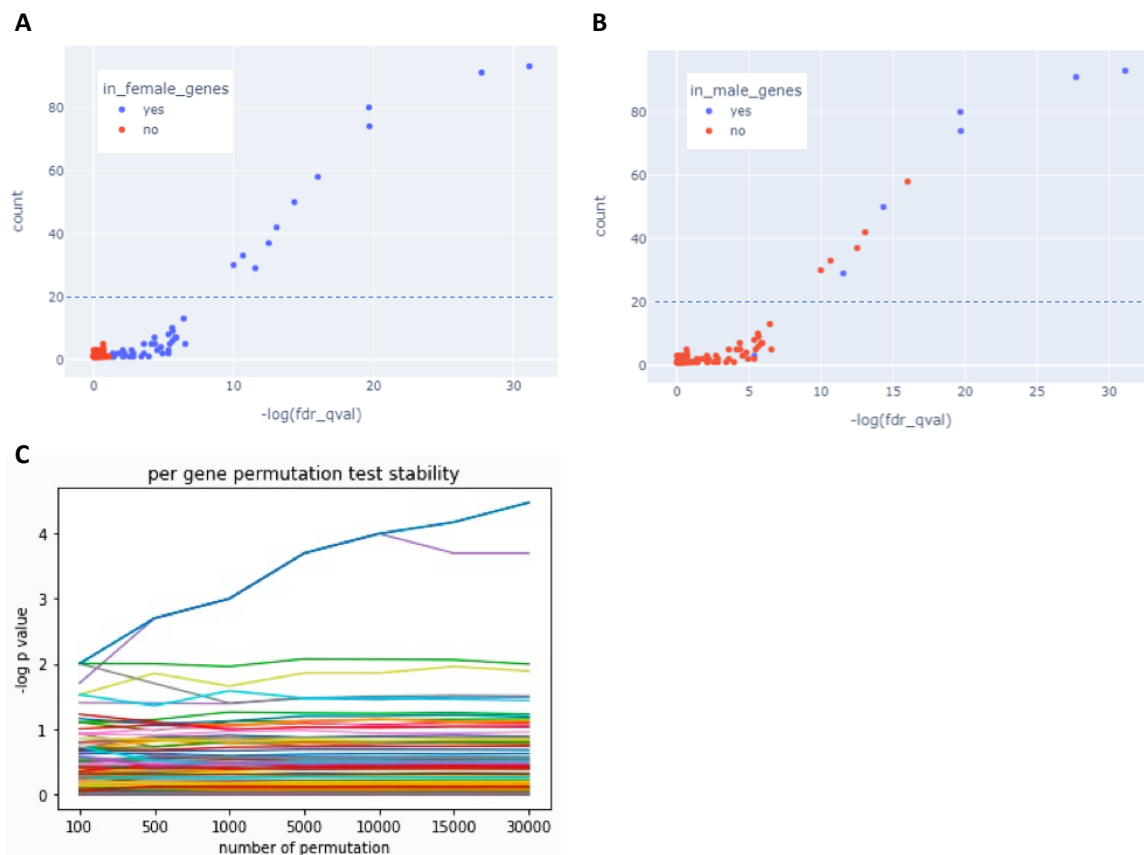 A
in_female_genes
yes
no
80
60
40
20
0
count
0 10 20 30
-log(fdr_qval)
B
in_male_genes
yes
no
80
60
40
20
0
count
0 5 10 15 20 25 30
-log(fdr_qval)
C
per gene permutation test stability
4
3
2
1
0
-log p value
100 500 1000 5000 10000 15000 30000
number of permutation